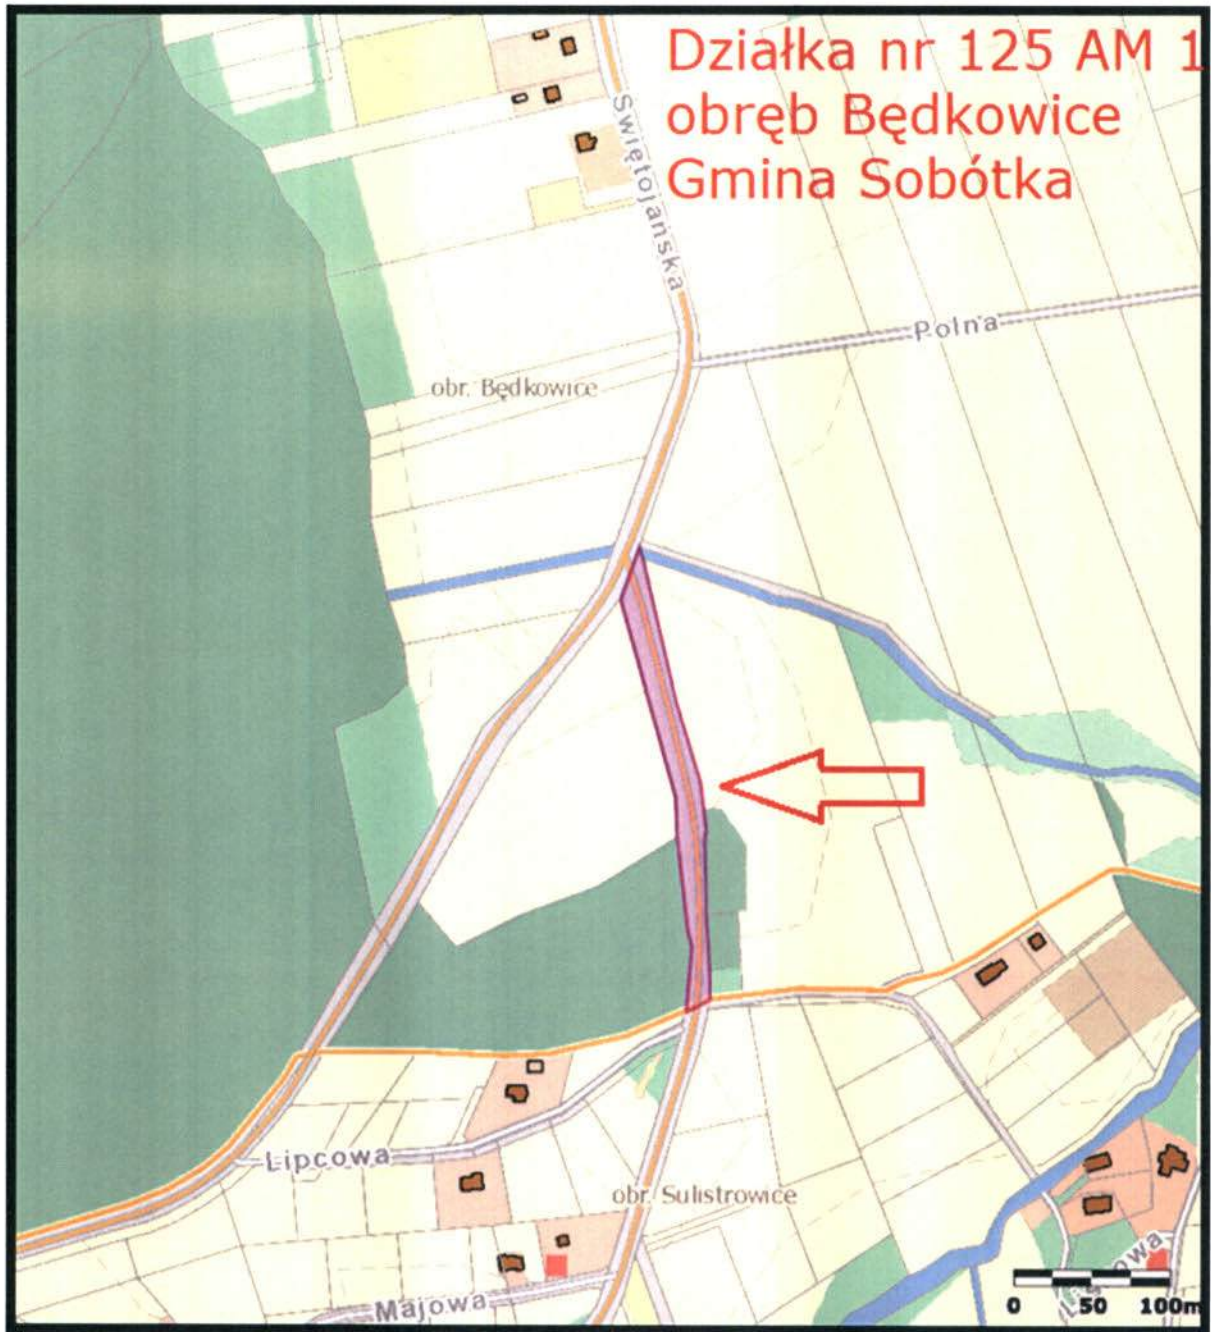 Działka nr 125 AM 1
obręb Będkowice
Gmina Sobótka
Świętojańska
Polna
obr. Będkowice
Lipcowa
obr. Sulistrowice
Majowa
0 50 100m